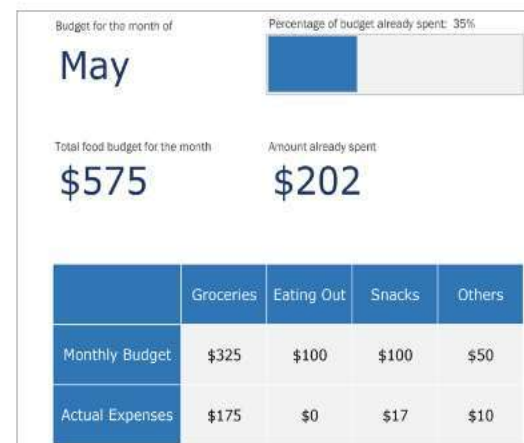 Budget for the month of
May
Percentage of budget already spent: 35%
Total food budget for the month
$575
Amount already spent
$202
Groceries Eating Out Snacks Others
Monthly Budget $325 $100 $100 $50
Actual Expenses $175 $0 $17 $10